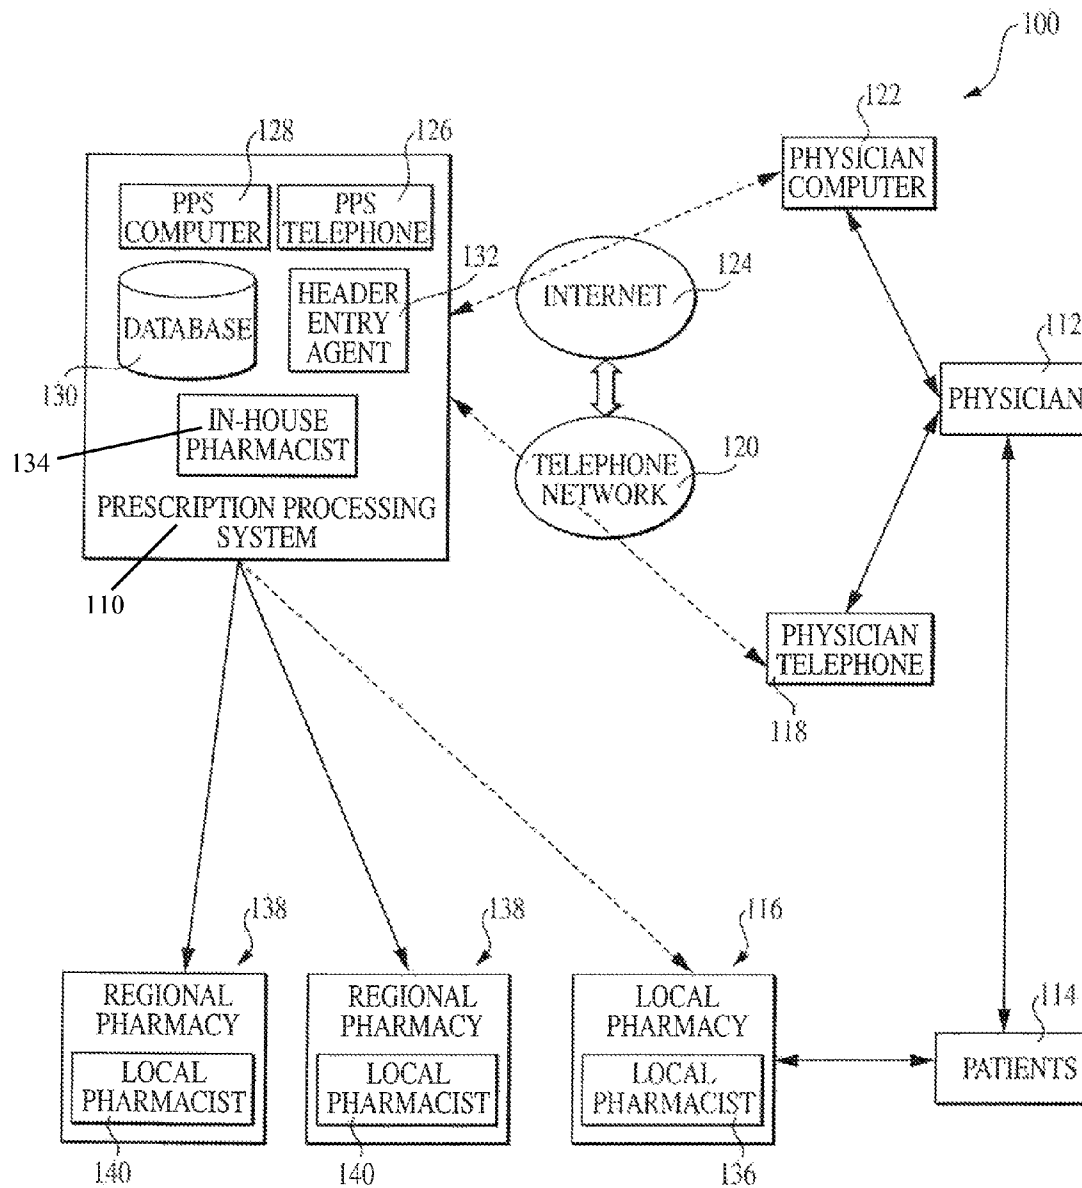 100
122
PHYSICIAN
COMPUTER
128
126
PPS
COMPUTER
PPS
TELEPHONE
132
HEADER
ENTRY
AGENT
DATABASE
130
INTERNET
124
112
PHYSICIAN
IN-HOUSE
PHARMACIST
134
TELEPHONE
NETWORK
120
PRESCRIPTION PROCESSING
SYSTEM
110
PHYSICIAN
TELEPHONE
118
138
REGIONAL
PHARMACY
LOCAL
PHARMACIST
140
138
REGIONAL
PHARMACY
LOCAL
PHARMACIST
140
116
LOCAL
PHARMACY
LOCAL
PHARMACIST
136
114
PATIENTS